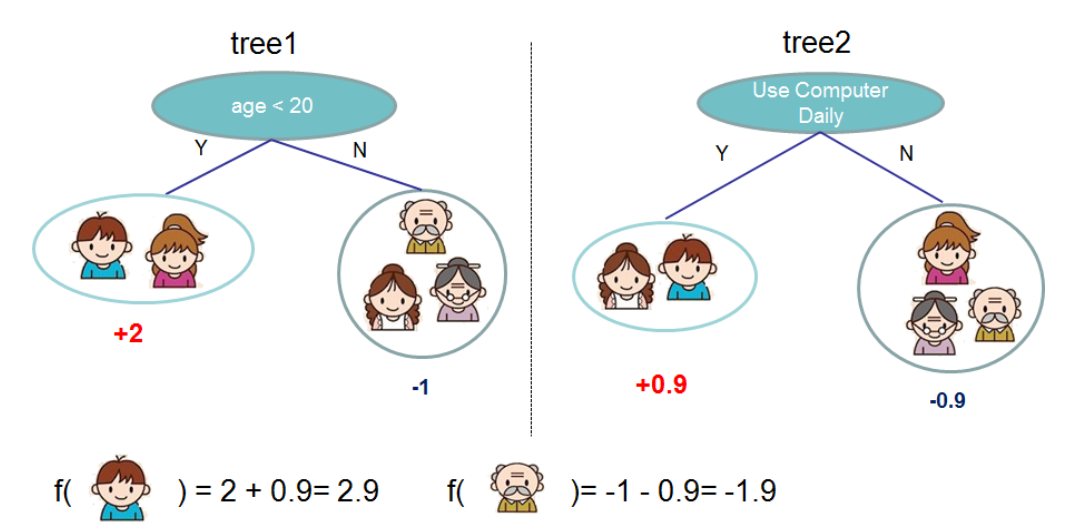 tree1
age < 20
Y
N
+2
-1
tree2
Use Computer
Daily
Y
N
+0.9
-0.9
f( ) = 2 + 0.9= 2.9
f( )= -1 - 0.9= -1.9